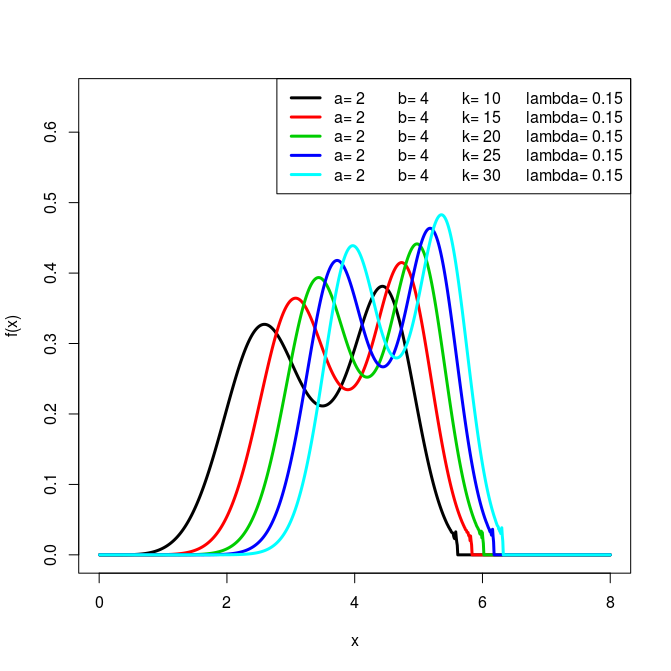 a= 2 b= 4 k= 10 lambda= 0.15
a= 2 b= 4 k= 15 lambda= 0.15
a= 2 b= 4 k= 20 lambda= 0.15
a= 2 b= 4 k= 25 lambda= 0.15
a= 2 b= 4 k= 30 lambda= 0.15
f(x)
0.6
0.5
0.4
0.3
0.2
0.1
0.0
0 2 4 6 8
x